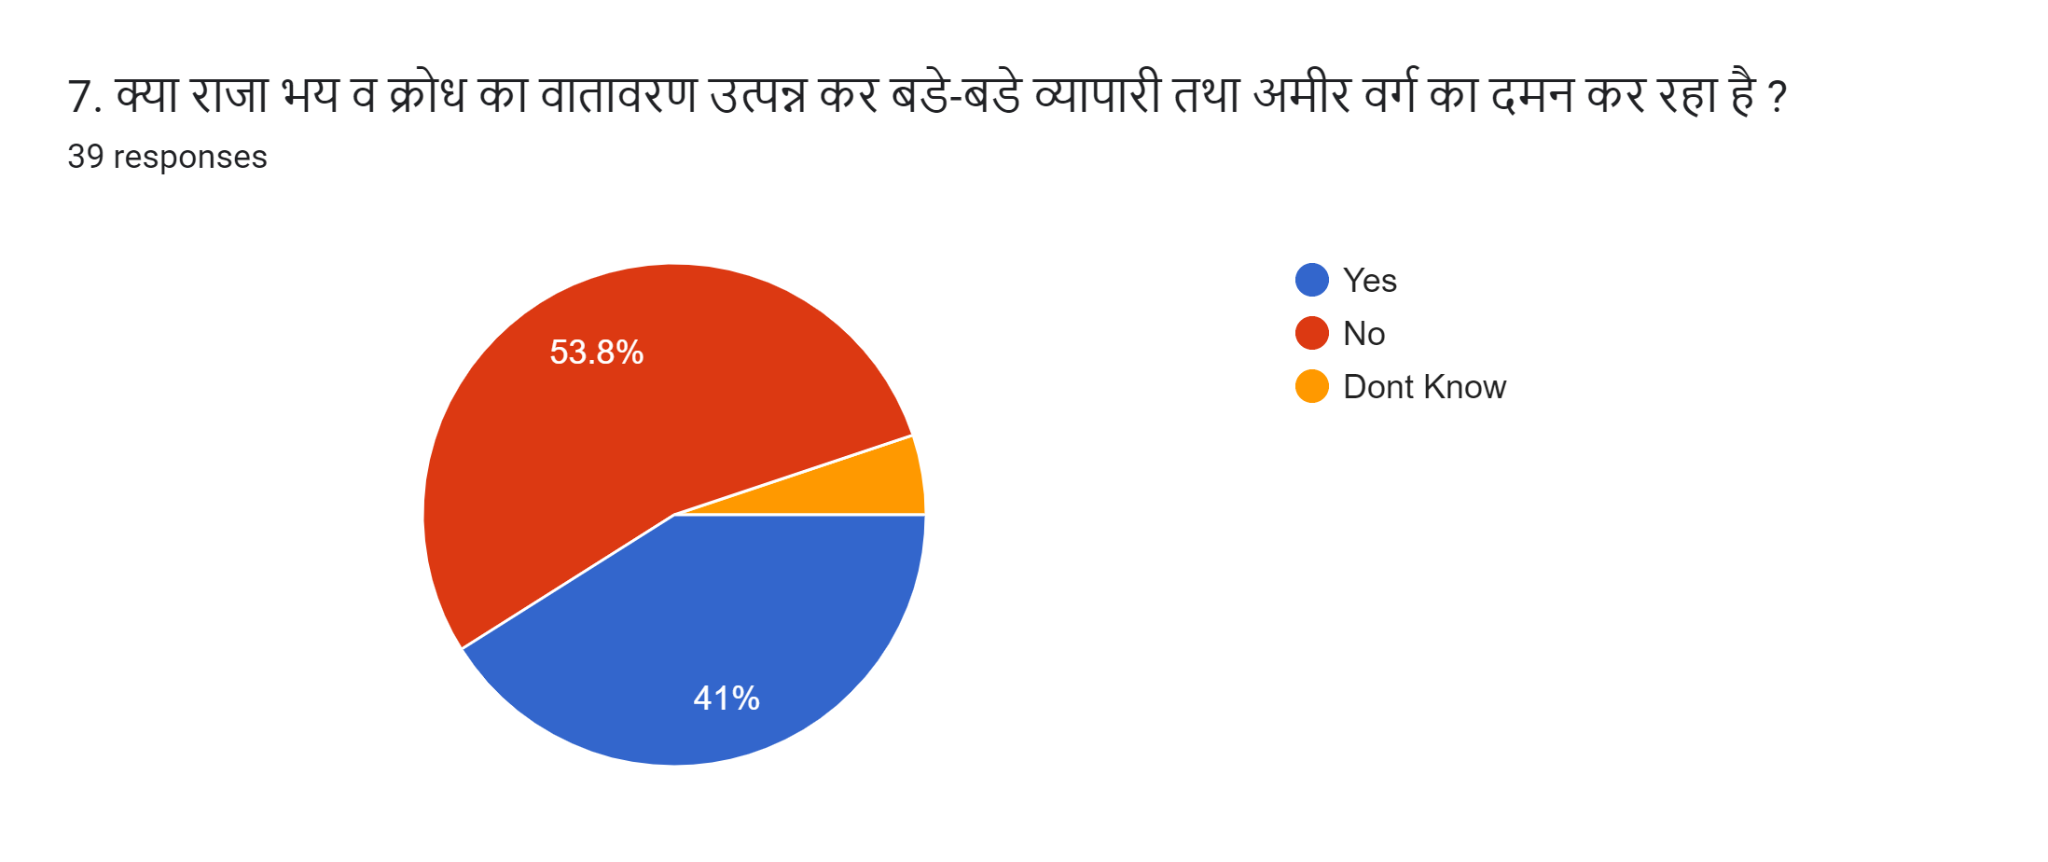 7. क्या राजा भय व क्रोध का वातावरण उत्पन्न कर बडे-बडे व्यापारी तथा अमीर वर्ग का दमन कर रहा है ?
39 responses
Yes
No
Dont Know
53.8%
41%